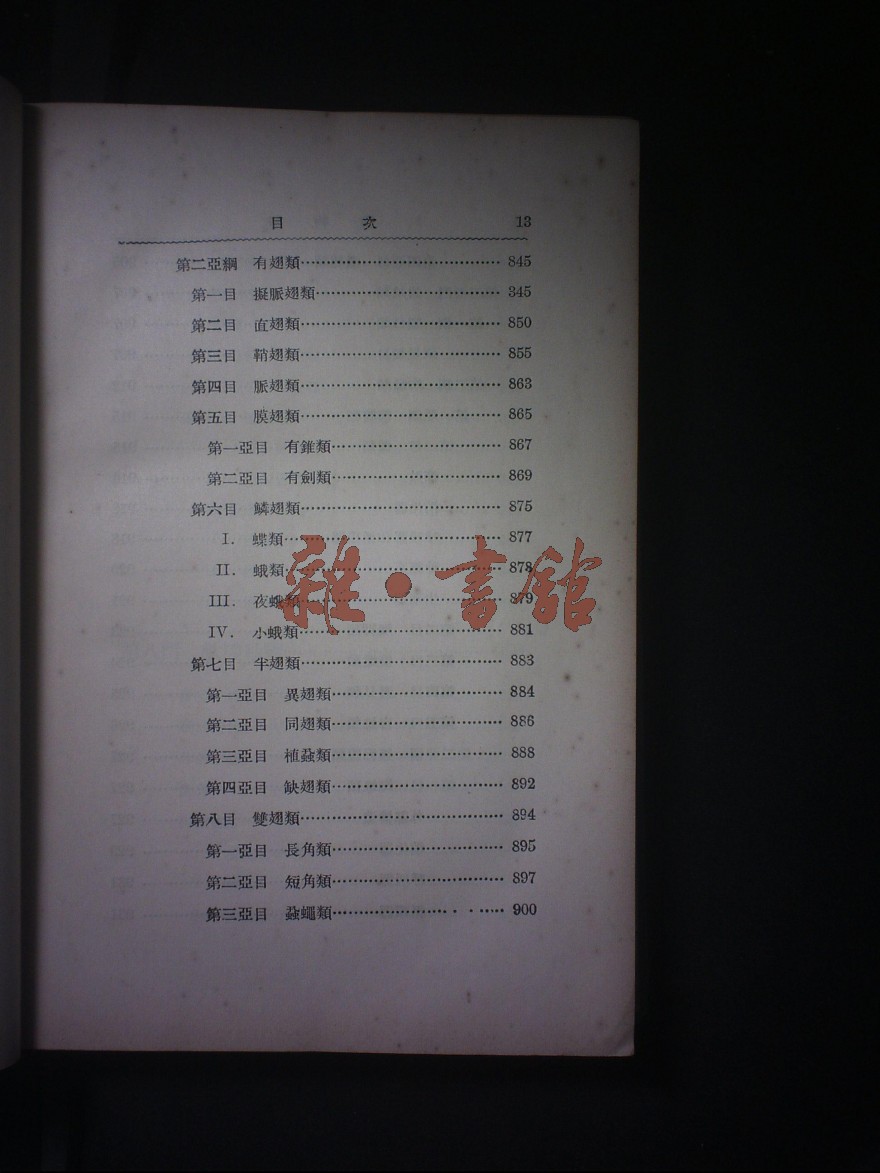 目 次 13
第二亞綱 有翅類 845
第一目 擬脈翅類 345
第二目 直翅類 850
第三目 鞘翅類 855
第四目 脈翅類 863
第五目 膜翅類 865
第一亞目 有錐類 867
第二亞目 有劍類 869
第六目 鱗翅類 875
I. 蝶類 877
II. 蛾類 878
III. 夜蛾類 879
IV. 小蛾類 881
雜·書館
第七目 半翅類 883
第一亞目 異翅類 884
第二亞目 同翅類 886
第三亞目 植蝨類 888
第四亞目 缺翅類 892
第八目 雙翅類 894
第一亞目 長角類 895
第二亞目 短角類 897
第三亞目 蝨蠅類 900